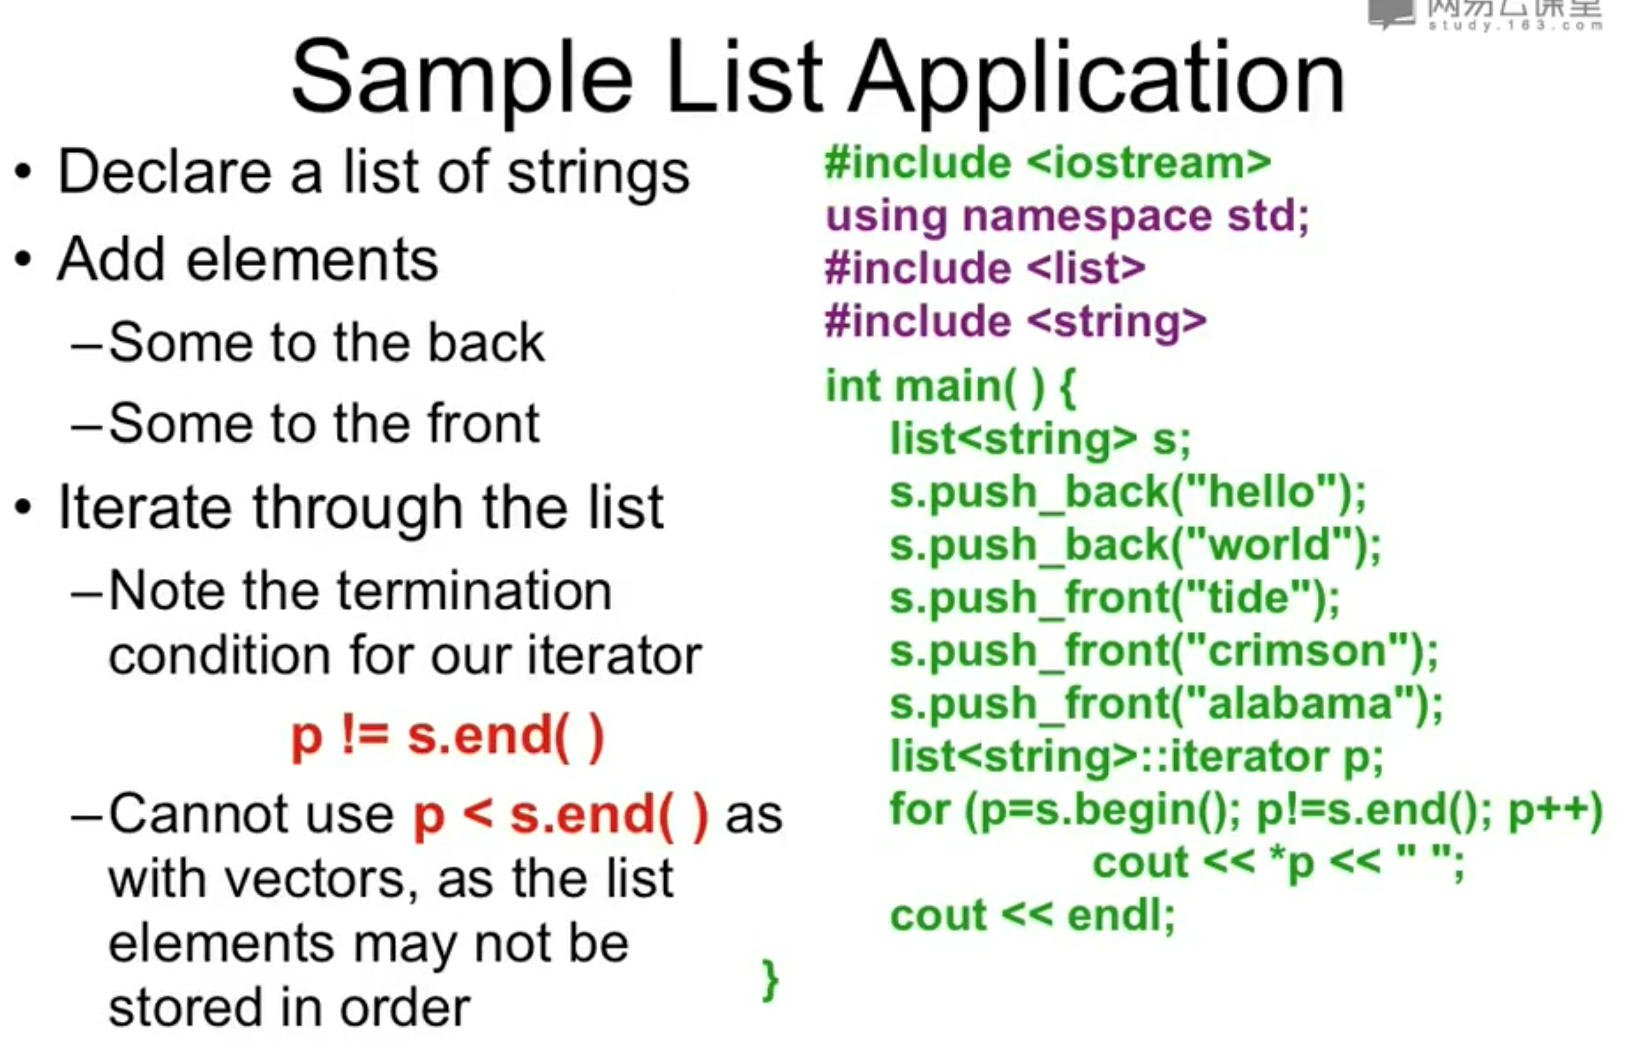 网易云课堂
study.163.com
Sample List Application
• Declare a list of strings
• Add elements
–Some to the back
–Some to the front
• Iterate through the list
–Note the termination
condition for our iterator
p != s.end( )
–Cannot use p < s.end( ) as
with vectors, as the list
elements may not be
stored in order
#include <iostream>
using namespace std;
#include <list>
#include <string>
int main( ) {
list<string> s;
s.push_back("hello");
s.push_back("world");
s.push_front("tide");
s.push_front("crimson");
s.push_front("alabama");
list<string>::iterator p;
for (p=s.begin(); p!=s.end(); p++)
cout << *p << " ";
cout << endl;
}